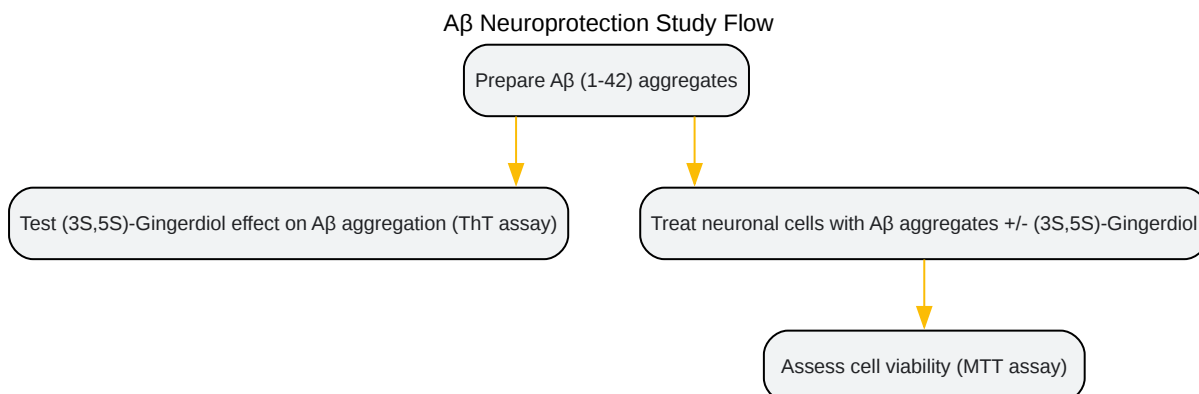 Aβ Neuroprotection Study Flow
Prepare Aβ (1-42) aggregates
Test (3S,5S)-Gingerdiol effect on Aβ aggregation (ThT assay)
Treat neuronal cells with Aβ aggregates +/- (3S,5S)-Gingerdiol
Assess cell viability (MTT assay)